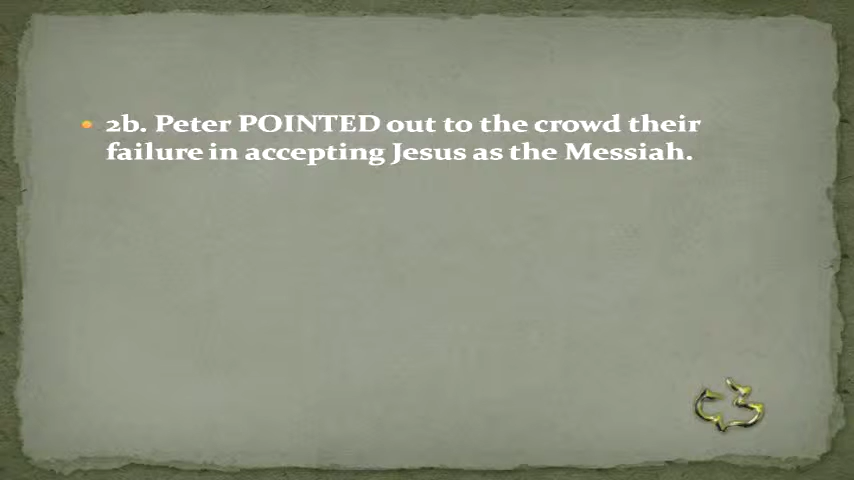 • 2b. Peter POINTED out to the crowd their
failure in accepting Jesus as the Messiah.